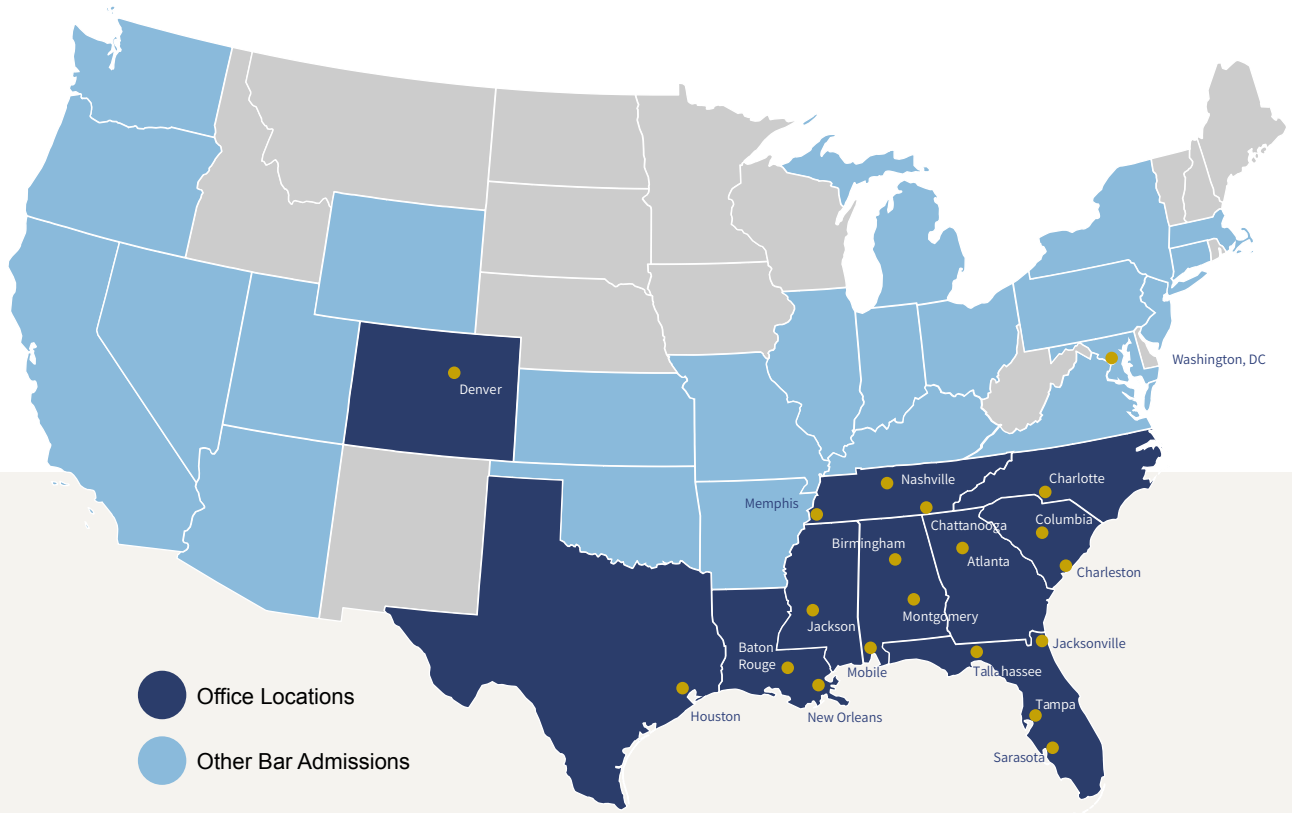 Washington, DC
Denver
Nashville
Charlotte
Memphis
Chattanooga
Columbia
Birmingham
Atlanta
Charleston
Montgomery
Jackson
Jacksonville
Baton
Rouge
Mobile
Tallahassee
Tampa
Houston
New Orleans
Sarasota
Office Locations
Other Bar Admissions